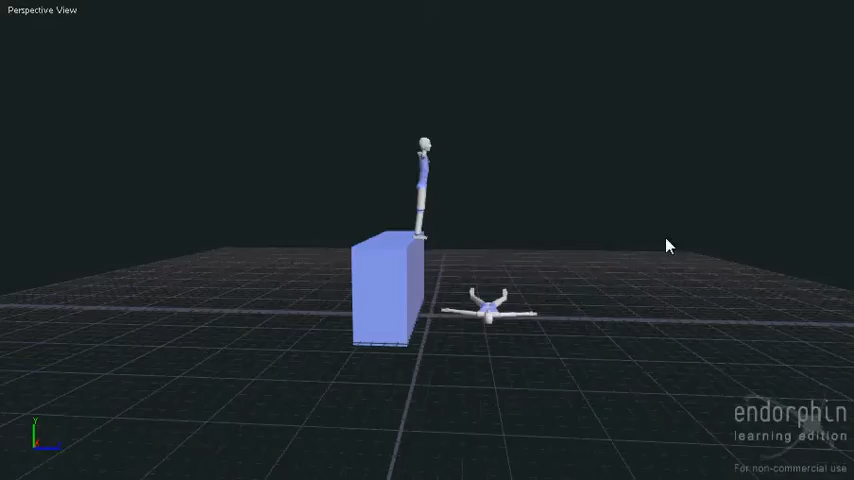 Perspective View
Y
endorphin
learning edition
For non-commercial use